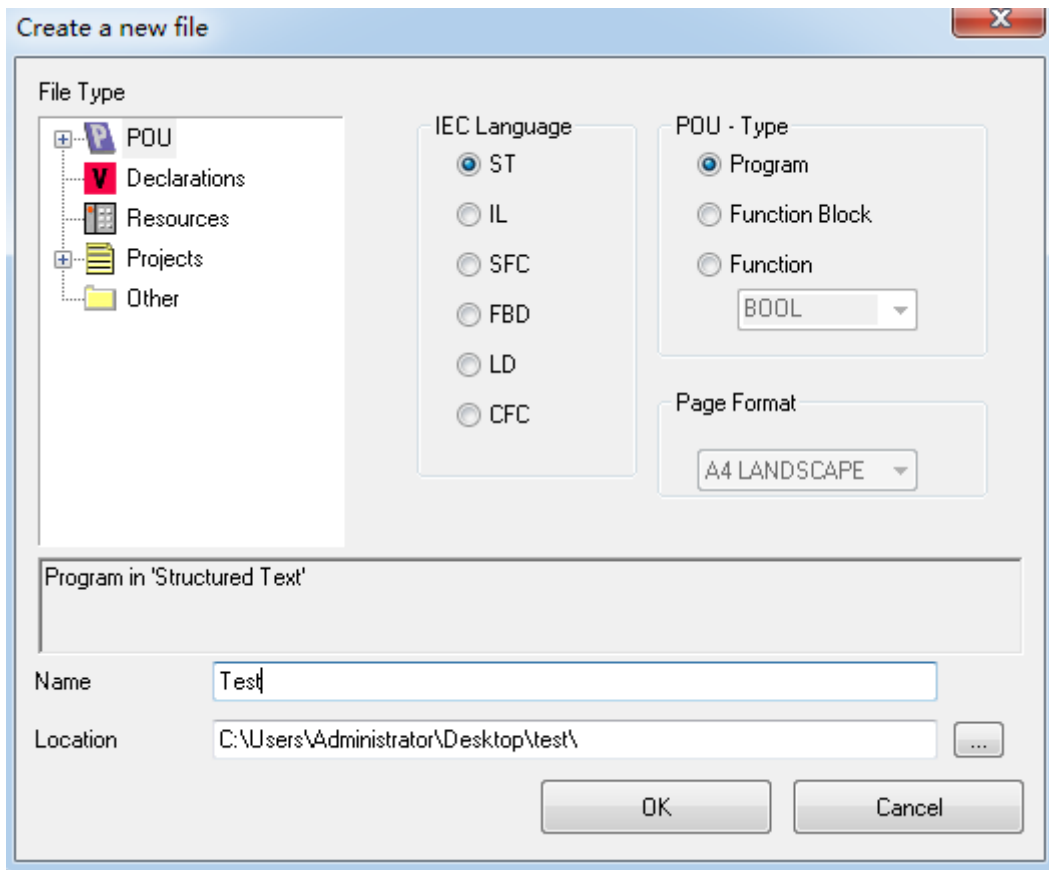 Create a new file
File Type
POU
Declarations
Resources
Projects
Other
IEC Language
ST
IL
SFC
FBD
LD
CFC
POU - Type
Program
Function Block
Function
BOOL
Page Format
A4 LANDSCAPE
Program in 'Structured Text'
Name
Test
Location
C:\Users\Administrator\Desktop\test\
...
OK
Cancel